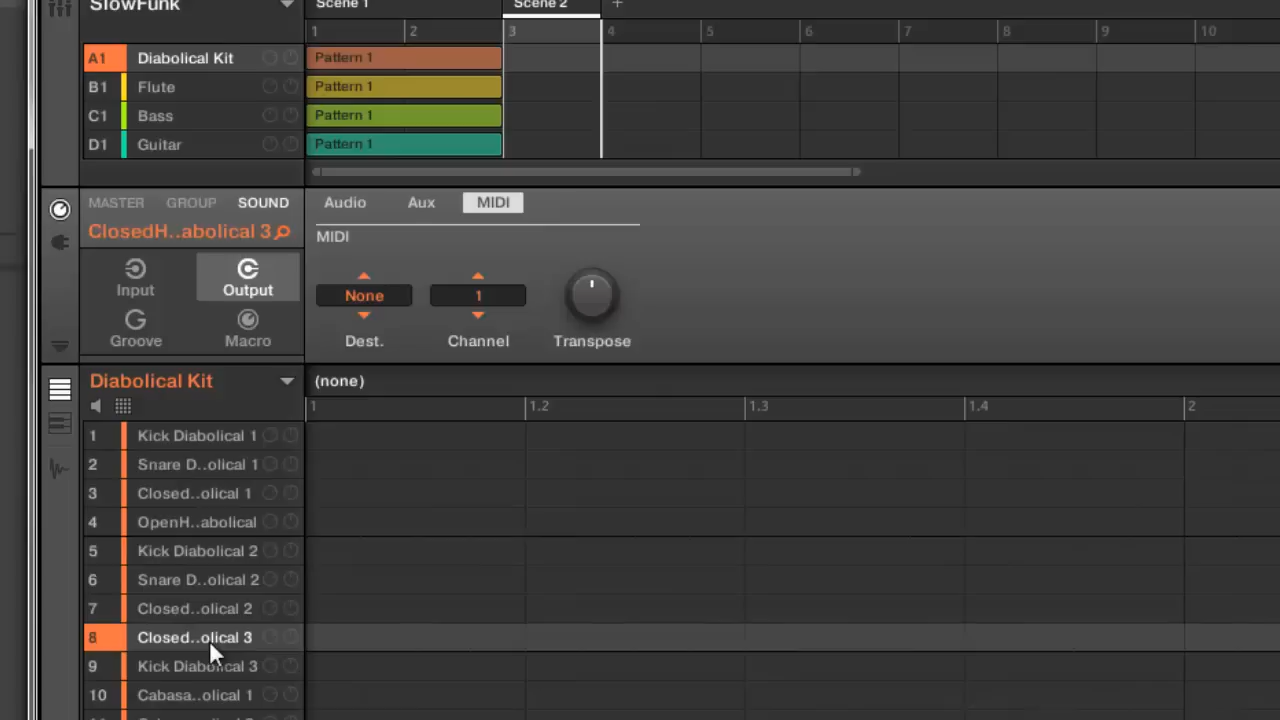 SlowFunk
Scene 1 Scene 2 +
1 2 3 4 5 6 7 8 9 10
A1 Diabolical Kit Pattern 1
B1 Flute Pattern 1
C1 Bass Pattern 1
D1 Guitar Pattern 1
MASTER GROUP SOUND Audio Aux MIDI
ClosedH..abolical 3 MIDI
Input Output
None 1
Groove Macro Dest. Channel Transpose
Diabolical Kit (none)
1 1.2 1.3 1.4 2
1 Kick Diabolical 1
2 Snare D..olical 1
3 Closed..olical 1
4 OpenH..abolical
5 Kick Diabolical 2
6 Snare D..olical 2
7 Closed..olical 2
8 Closed..olical 3
9 Kick Diabolical 3
10 Cabasa..olical 1